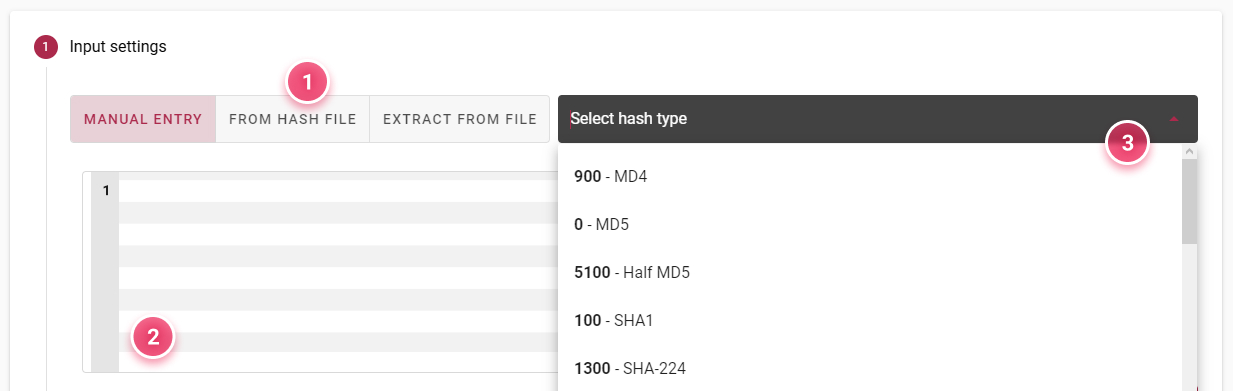 1 Input settings
1
MANUAL ENTRY FROM HASH FILE EXTRACT FROM FILE Select hash type
3
900 - MD4
1
0 - MD5
5100 - Half MD5
100 - SHA1
2
1300 - SHA-224